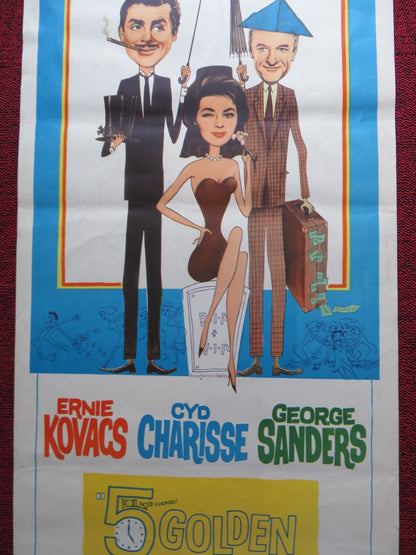 R·I·P
&
V·I·P
ERNIE CYD GEORGE
KOVACS CHARISSE SANDERS
"5 GOLDEN